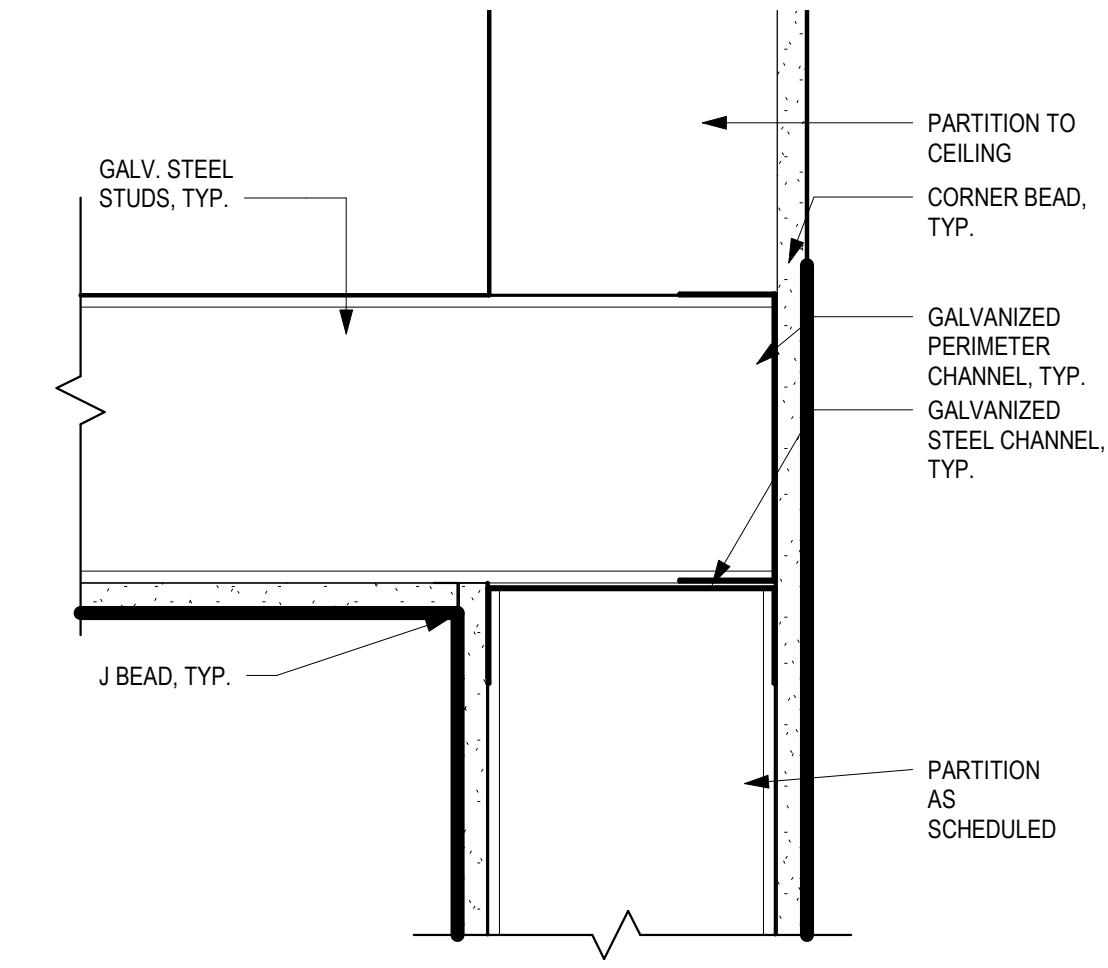 GALV. STEEL
STUDS, TYP.
J BEAD, TYP.
PARTITION TO
CEILING
CORNER BEAD,
TYP.
GALVANIZED
PERIMETER
CHANNEL, TYP.
GALVANIZED
STEEL CHANNEL,
TYP.
PARTITION
AS
SCHEDULED